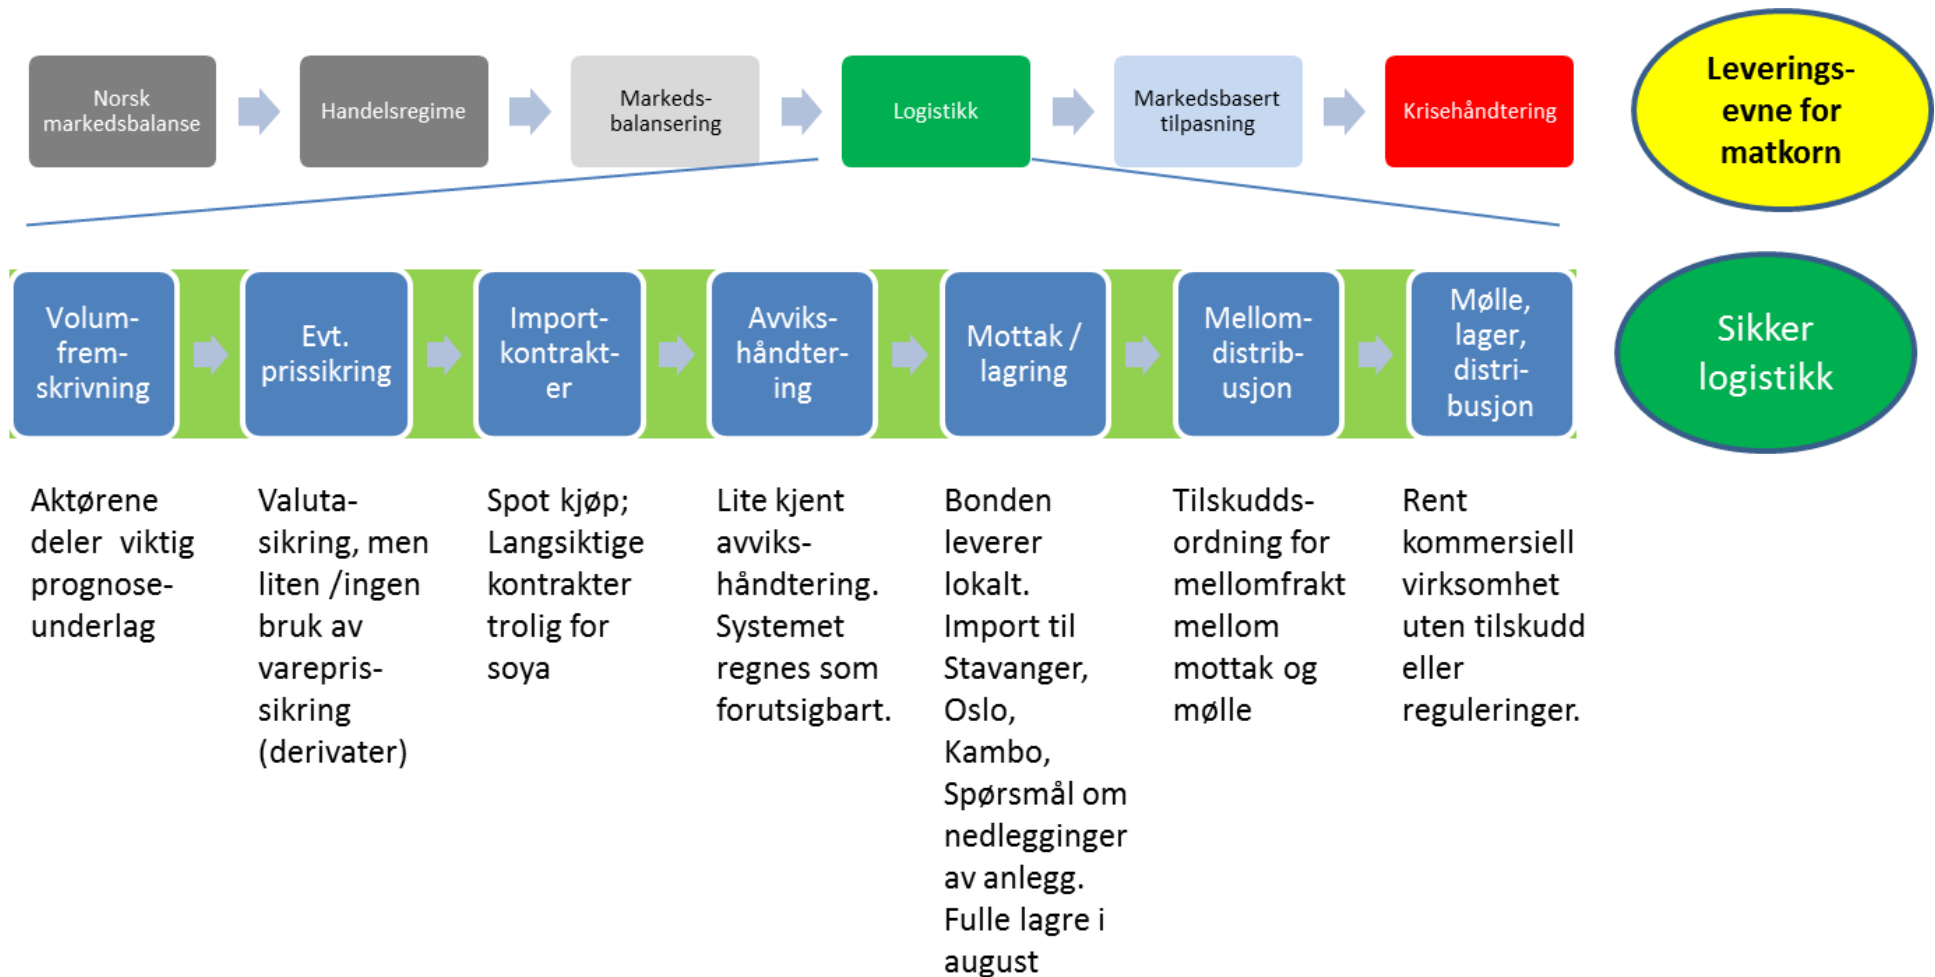 Norsk
markedsbalanse
Handelsregime
Markeds-
balansering
Logistikk
Markedsbasert
tilpasning
Krisehåndtering
Leverings-
evne for
matkorn
Volum-
frem-
skrivning
Evt.
prissikring
Import-
kontrakt-
er
Avviks-
håndter-
ing
Mottak /
lagring
Mellom-
distrib-
usjon
Mølle,
lager,
distri-
busjon
Sikker
logistikk
Aktørene
deler viktig
prognose-
underlag
Valuta-
sikring, men
liten /ingen
bruk av
varepris-
sikring
(derivater)
Spot kjøp;
Langsiktige
kontrakter
trolig for
soya
Lite kjent
avviks-
håndtering.
Systemet
regnes som
forutsigbart.
Bonden
leverer
lokalt.
Import til
Stavanger,
Oslo,
Kambo,
Spørsmål om
nedlegginger
av anlegg.
Fulle lagre i
august
Tilskudds-
ordning for
mellomfrakt
mellom
mottak og
mølle
Rent
kommersiell
virksomhet
uten tilskudd
eller
reguleringer.